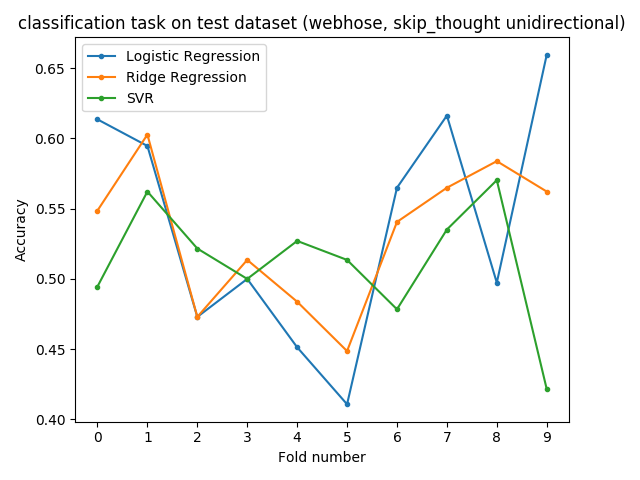 classification task on test dataset (webhose, skip_thought unidirectional)
Logistic Regression
Ridge Regression
SVR
Accuracy
0.65
0.60
0.55
0.50
0.45
0.40
0 1 2 3 4 5 6 7 8 9
Fold number